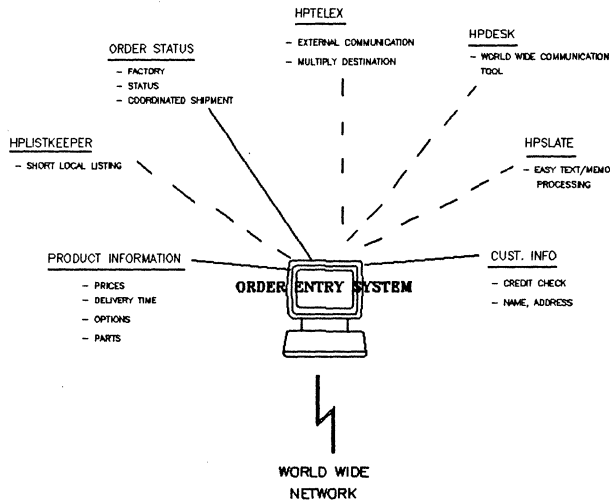 HPTELEX
- EXTERNAL COMMUNICATION
- MULTIPLY DESTINATION
HPDESK
- WORLD WIDE COMMUNICATION
TOOL
ORDER STATUS
- FACTORY
- STATUS
- COORDINATED SHIPMENT
HPLISTKEEPER
- SHORT LOCAL LISTING
HPSLATE
- EASY TEXT/MEMO
PROCESSING
PRODUCT INFORMATION
- PRICES
- DELIVERY TIME
- OPTIONS
- PARTS
ORDER ENTRY SYSTEM
CUST. INFO
- CREDIT CHECK
- NAME, ADDRESS
WORLD WIDE
NETWORK